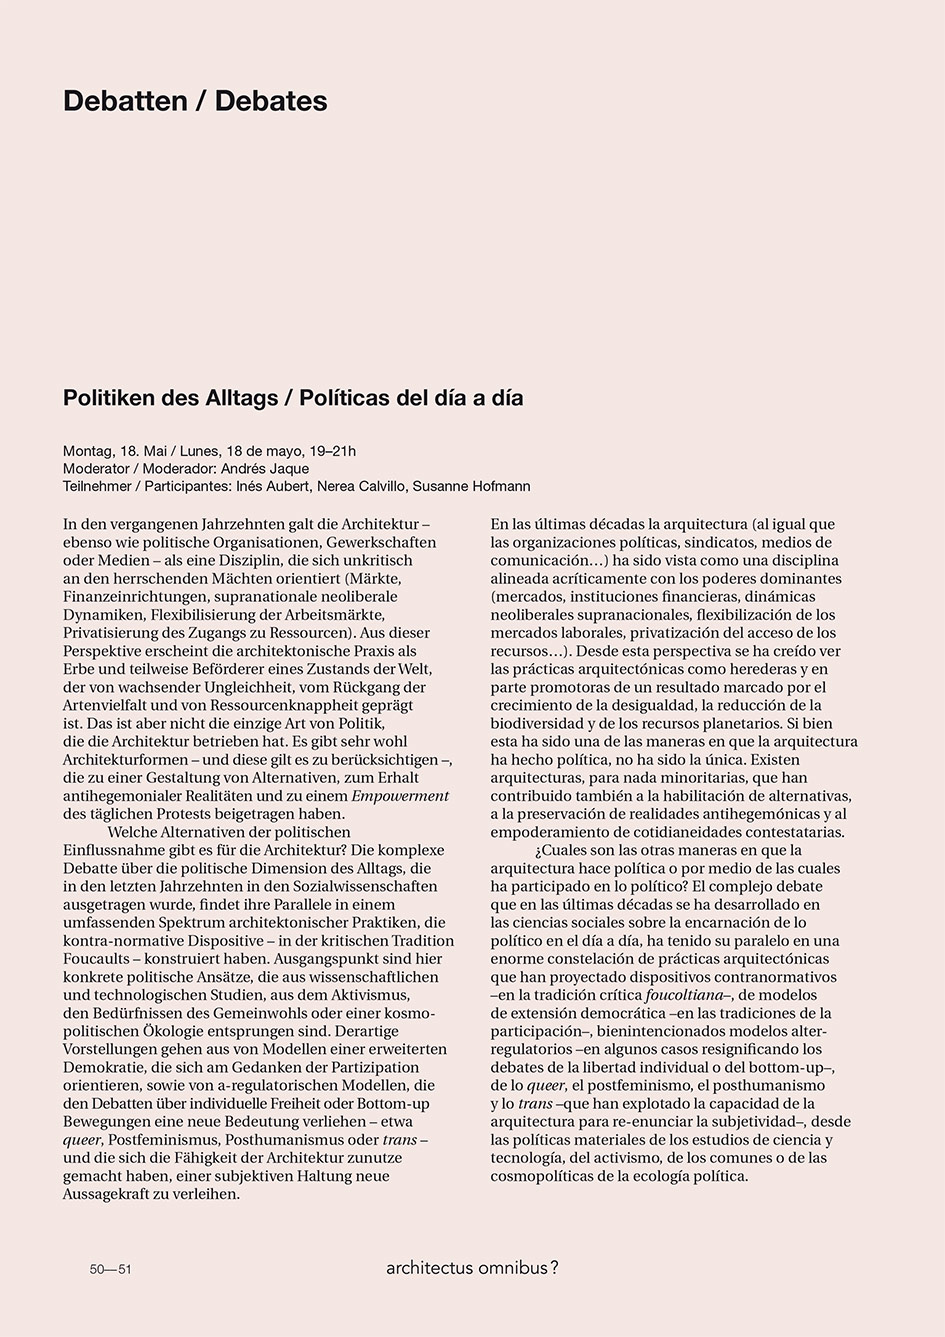 Debatten / Debates
Politiken des Alltags / Políticas del día a día
Montag, 18. Mai / Lunes, 18 de mayo, 19–21h
Moderator / Moderador: Andrés Jaque
Teilnehmer / Participantes: Inés Aubert, Nerea Calvillo, Susanne Hofmann
In den vergangenen Jahrzehnten galt die Architektur –
ebenso wie politische Organisationen, Gewerkschaften
oder Medien – als eine Disziplin, die sich unkritisch
an den herrschenden Mächten orientiert (Märkte,
Finanzeinrichtungen, supranationale neoliberale
Dynamiken, Flexibilisierung der Arbeitsmärkte,
Privatisierung des Zugangs zu Ressourcen). Aus dieser
Perspektive erscheint die architektonische Praxis als
Erbe und teilweise Beförderer eines Zustands der Welt,
der von wachsender Ungleichheit, vom Rückgang der
Artenvielfalt und von Ressourcenknappheit geprägt
ist. Das ist aber nicht die einzige Art von Politik,
die die Architektur betrieben hat. Es gibt sehr wohl
Architekturformen – und diese gilt es zu berücksichtigen –,
die zu einer Gestaltung von Alternativen, zum Erhalt
antihegemonialer Realitäten und zu einem Empowerment
des täglichen Protests beigetragen haben.
Welche Alternativen der politischen
Einflussnahme gibt es für die Architektur? Die komplexe
Debatte über die politische Dimension des Alltags, die
in den letzten Jahrzehnten in den Sozialwissenschaften
ausgetragen wurde, findet ihre Parallele in einem
umfassenden Spektrum architektonischer Praktiken, die
kontra-normative Dispositive – in der kritischen Tradition
Foucaults – konstruiert haben. Ausgangspunkt sind hier
konkrete politische Ansätze, die aus wissenschaftlichen
und technologischen Studien, aus dem Aktivismus,
den Bedürfnissen des Gemeinwohls oder einer kosmo-
politischen Ökologie entsprungen sind. Derartige
Vorstellungen gehen aus von Modellen einer erweiterten
Demokratie, die sich am Gedanken der Partizipation
orientieren, sowie von a-regulatorischen Modellen, die
den Debatten über individuelle Freiheit oder Bottom-up
Bewegungen eine neue Bedeutung verliehen – etwa
queer, Postfeminismus, Posthumanismus oder trans –
und die sich die Fähigkeit der Architektur zunutze
gemacht haben, einer subjektiven Haltung neue
Aussagekraft zu verleihen.
En las últimas décadas la arquitectura (al igual que
las organizaciones políticas, sindicatos, medios de
comunicación…) ha sido vista como una disciplina
alineada acríticamente con los poderes dominantes
(mercados, instituciones financieras, dinámicas
neoliberales supranacionales, flexibilización de los
mercados laborales, privatización del acceso de los
recursos…). Desde esta perspectiva se ha creído ver
las prácticas arquitectónicas como herederas y en
parte promotoras de un resultado marcado por el
crecimiento de la desigualdad, la reducción de la
biodiversidad y de los recursos planetarios. Si bien
esta ha sido una de las maneras en que la arquitectura
ha hecho política, no ha sido la única. Existen
arquitecturas, para nada minoritarias, que han
contribuido también a la habilitación de alternativas,
a la preservación de realidades antihegemónicas y al
empoderamiento de cotidianeidades contestatarias.
¿Cuales son las otras maneras en que la
arquitectura hace política o por medio de las cuales
ha participado en lo político? El complejo debate
que en las últimas décadas se ha desarrollado en
las ciencias sociales sobre la encarnación de lo
político en el día a día, ha tenido su paralelo en una
enorme constelación de prácticas arquitectónicas
que han proyectado dispositivos contranormativos
–en la tradición crítica foucoltiana–, de modelos
de extensión democrática –en las tradiciones de la
participación–, bienintencionados modelos alter-
regulatorios –en algunos casos resignificando los
debates de la libertad individual o del bottom-up–,
de lo queer, el postfeminismo, el posthumanismo
y lo trans –que han explotado la capacidad de la
arquitectura para re-enunciar la subjetividad–, desde
las políticas materiales de los estudios de ciencia y
tecnología, del activismo, de los comunes o de las
cosmopolíticas de la ecología política.
50—51
architectus omnibus?